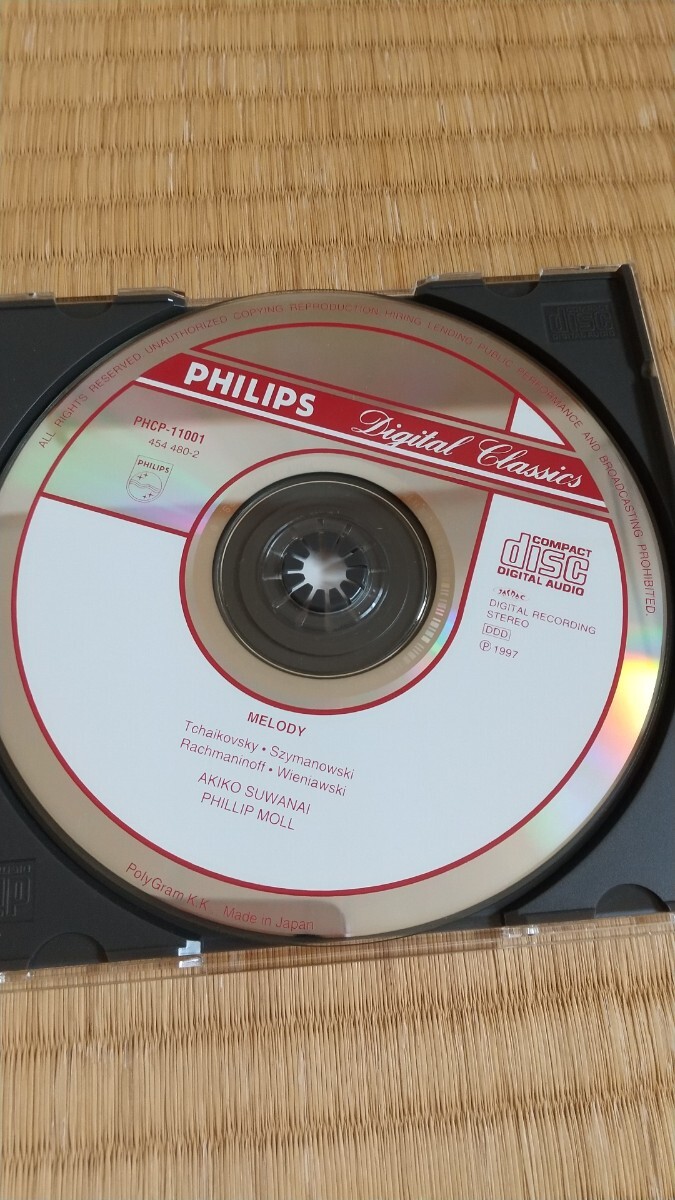 ALL RIGHTS RESERVED UNAUTHORIZED COPYING REPRODUCTION HIRING LENDING PUBLIC PERFORMANCE AND BROADCASTING PROHIBITED.
PHILIPS Digital Classics
PHCP-11001
454 480-2
PHILIPS
COMPACT
disc
DIGITAL AUDIO
JASRAC
DIGITAL RECORDING
STEREO
DDD
℗ 1997
MELODY
Tchaikovsky • Szymanowski
Rachmaninoff • Wieniawski
AKIKO SUWANAI
PHILLIP MOLL
PolyGram K.K., Made in Japan